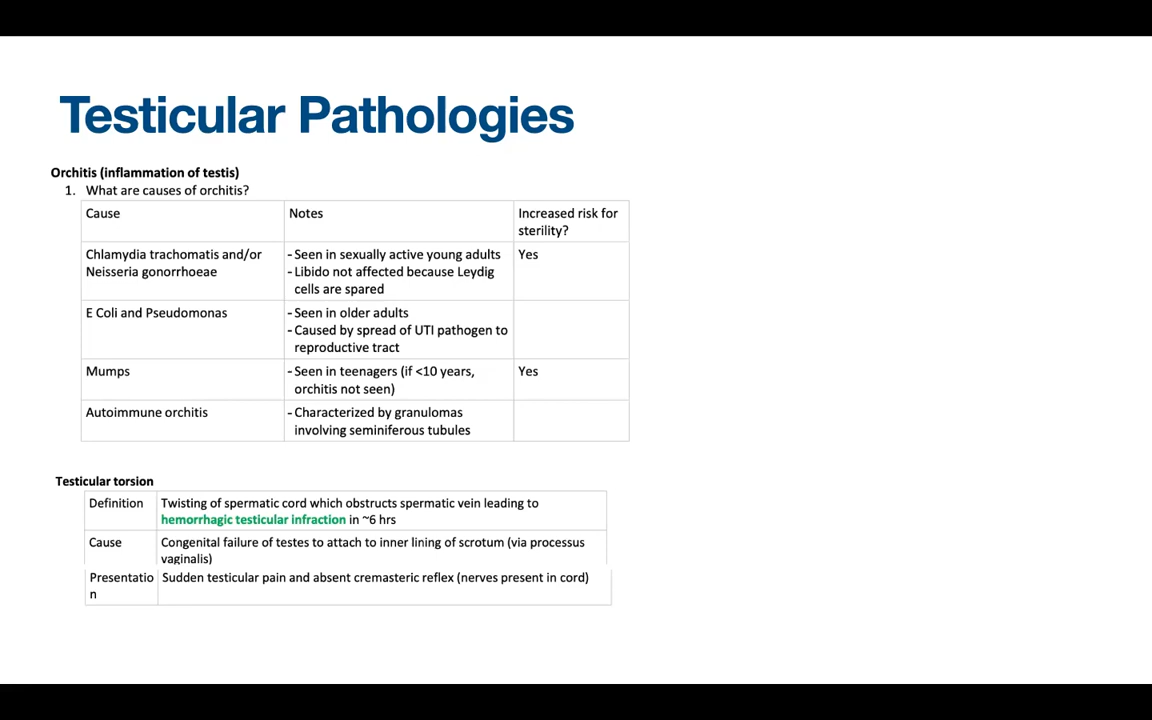 Testicular Pathologies
Orchitis (inflammation of testis)
1. What are causes of orchitis?
Cause
Notes
Increased risk for
sterility?
Chlamydia trachomatis and/or
Neisseria gonorrhoeae
- Seen in sexually active young adults
- Libido not affected because Leydig
cells are spared
Yes
E Coli and Pseudomonas
- Seen in older adults
- Caused by spread of UTI pathogen to
reproductive tract
Mumps
- Seen in teenagers (if <10 years,
orchitis not seen)
Yes
Autoimmune orchitis
- Characterized by granulomas
involving seminiferous tubules
Testicular torsion
Definition
Twisting of spermatic cord which obstructs spermatic vein leading to
hemorrhagic testicular infraction in ~6 hrs
Cause
Congenital failure of testes to attach to inner lining of scrotum (via processus
vaginalis)
Presentatio
n
Sudden testicular pain and absent cremasteric reflex (nerves present in cord)